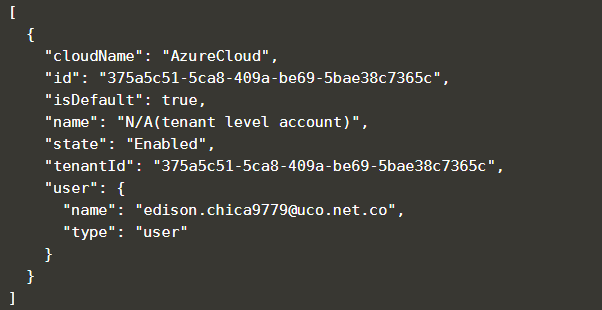 [
  {
    "cloudName": "AzureCloud",
    "id": "375a5c51-5ca8-409a-be69-5bae38c7365c",
    "isDefault": true,
    "name": "N/A(tenant level account)",
    "state": "Enabled",
    "tenantId": "375a5c51-5ca8-409a-be69-5bae38c7365c",
    "user": {
      "name": "edison.chica9779@uco.net.co",
      "type": "user"
    }
  }
]